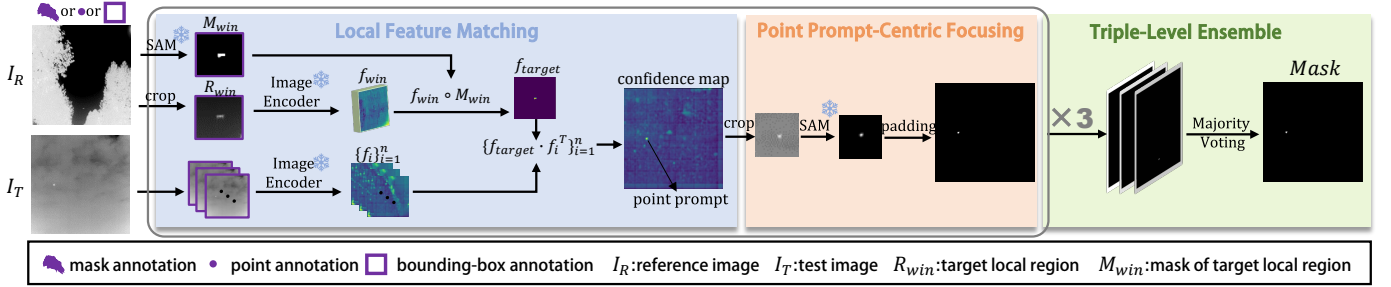 or or
Local Feature Matching
Point Prompt-Centric Focusing
Triple-Level Ensemble
I_R
SAM
M_win
crop
R_win
Image
Encoder
f_win
f_win ∘ M_win
f_target
{f_target · f_i^T}_{i=1}^n
confidence map
point prompt
crop
SAM
padding
×3
Majority
Voting
Mask
I_T
Image
Encoder
{f_i}_{i=1}^n
mask annotation point annotation bounding-box annotation I_R:reference image I_T:test image R_win:target local region M_win:mask of target local region